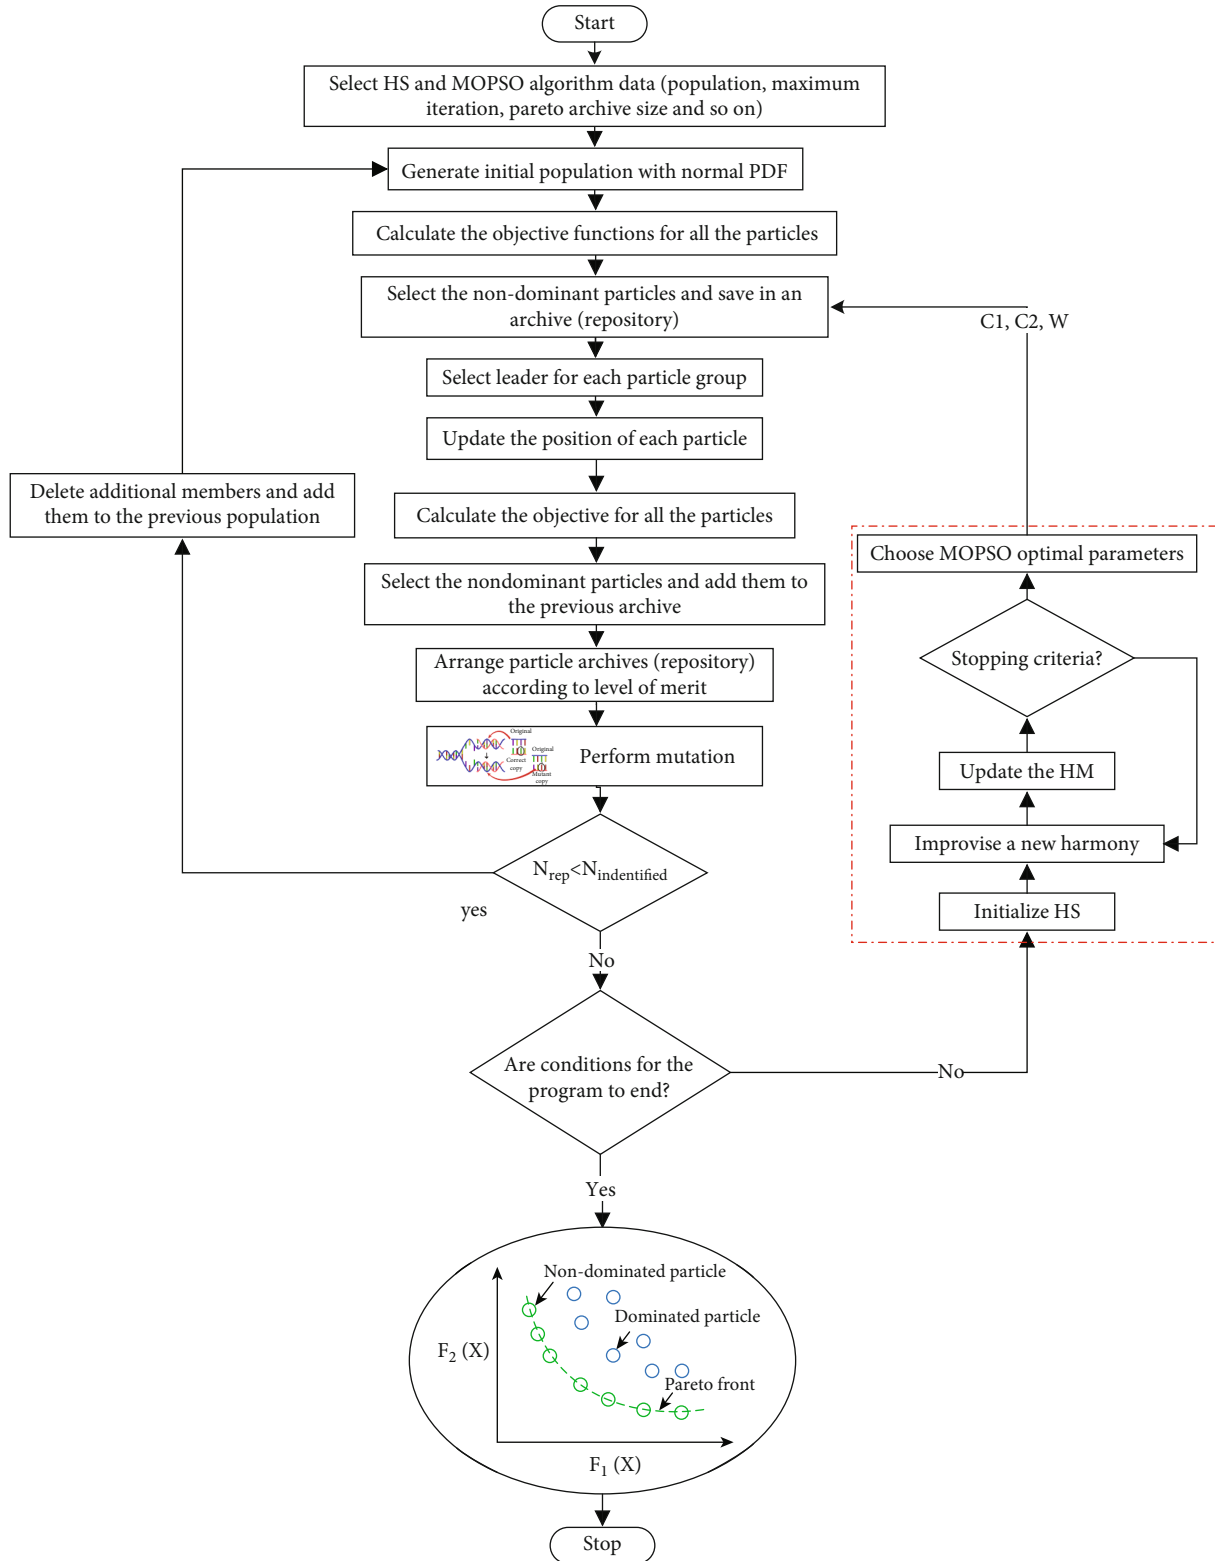 Start
Select HS and MOPSO algorithm data (population, maximum
iteration, pareto archive size and so on)
Generate initial population with normal PDF
Calculate the objective functions for all the particles
Select the non-dominant particles and save in an
archive (repository)
C1, C2, W
Select leader for each particle group
Update the position of each particle
Delete additional members and add
them to the previous population
Calculate the objective for all the particles
Choose MOPSO optimal parameters
Select the nondominant particles and add them to
the previous archive
Stopping criteria?
Arrange particle archives (repository)
according to level of merit
Original
Correct
copy
Original
Mutant
copy
Perform mutation
Update the HM
Improvise a new harmony
Nrep<Nindentified
yes
Initialize HS
No
Are conditions for the
program to end?
No
Yes
Non-dominated particle
Dominated particle
F2 (X)
Pareto front
F1 (X)
Stop